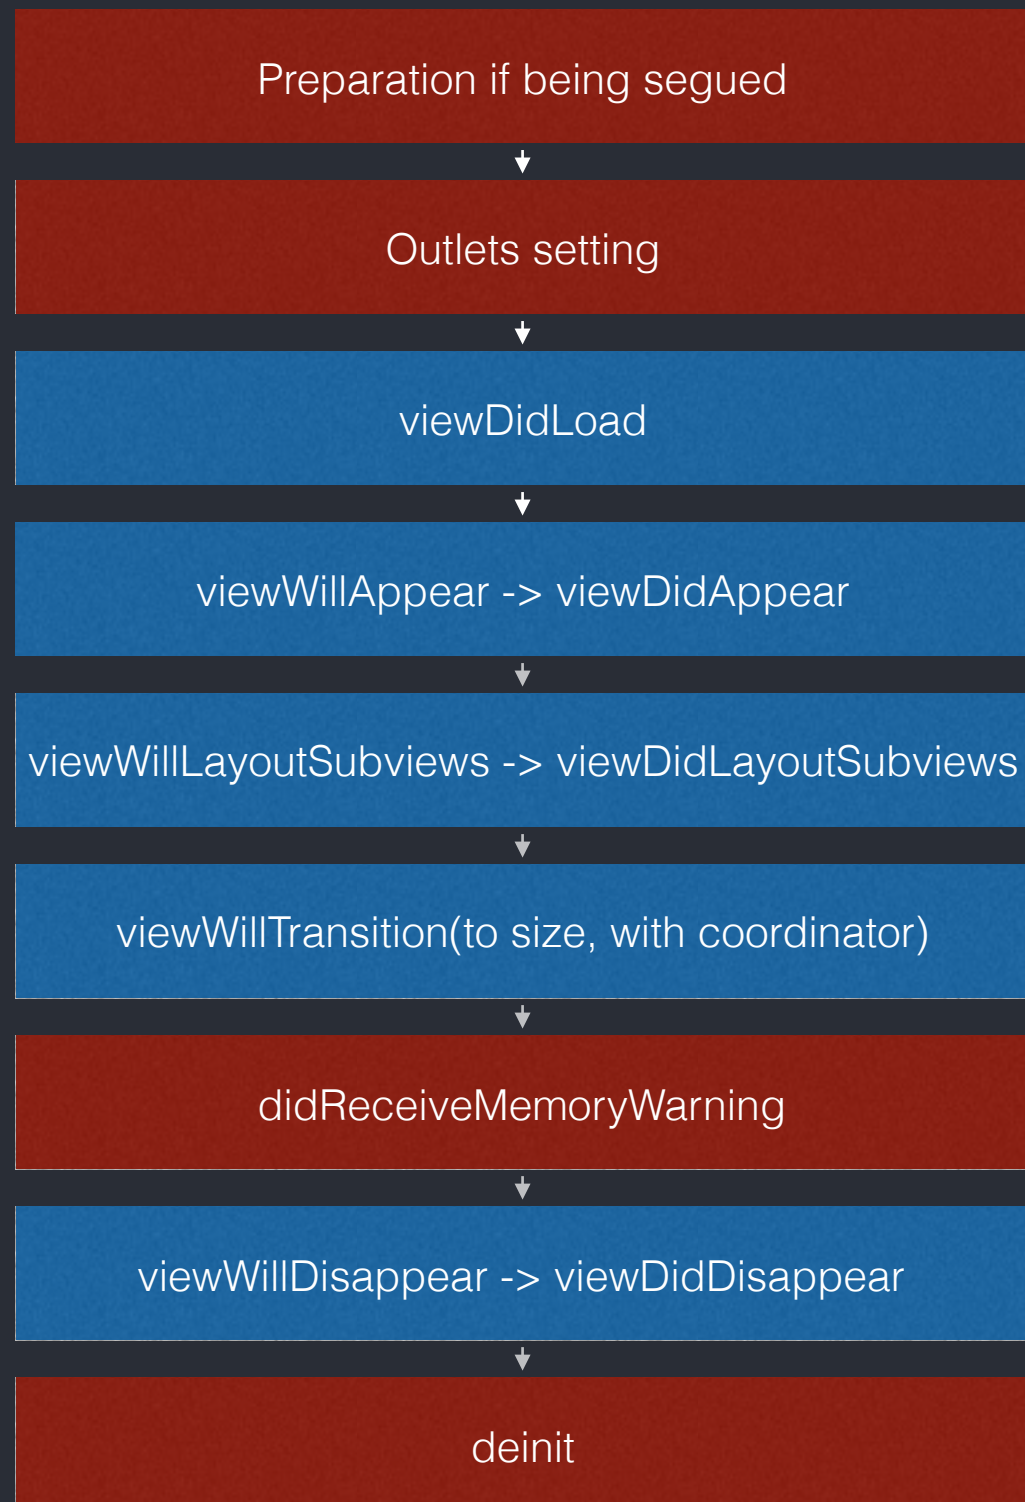 Preparation if being segued
Outlets setting
viewDidLoad
viewWillAppear -> viewDidAppear
viewWillLayoutSubviews -> viewDidLayoutSubviews
viewWillTransition(to size, with coordinator)
didReceiveMemoryWarning
viewWillDisappear -> viewDidDisappear
deinit